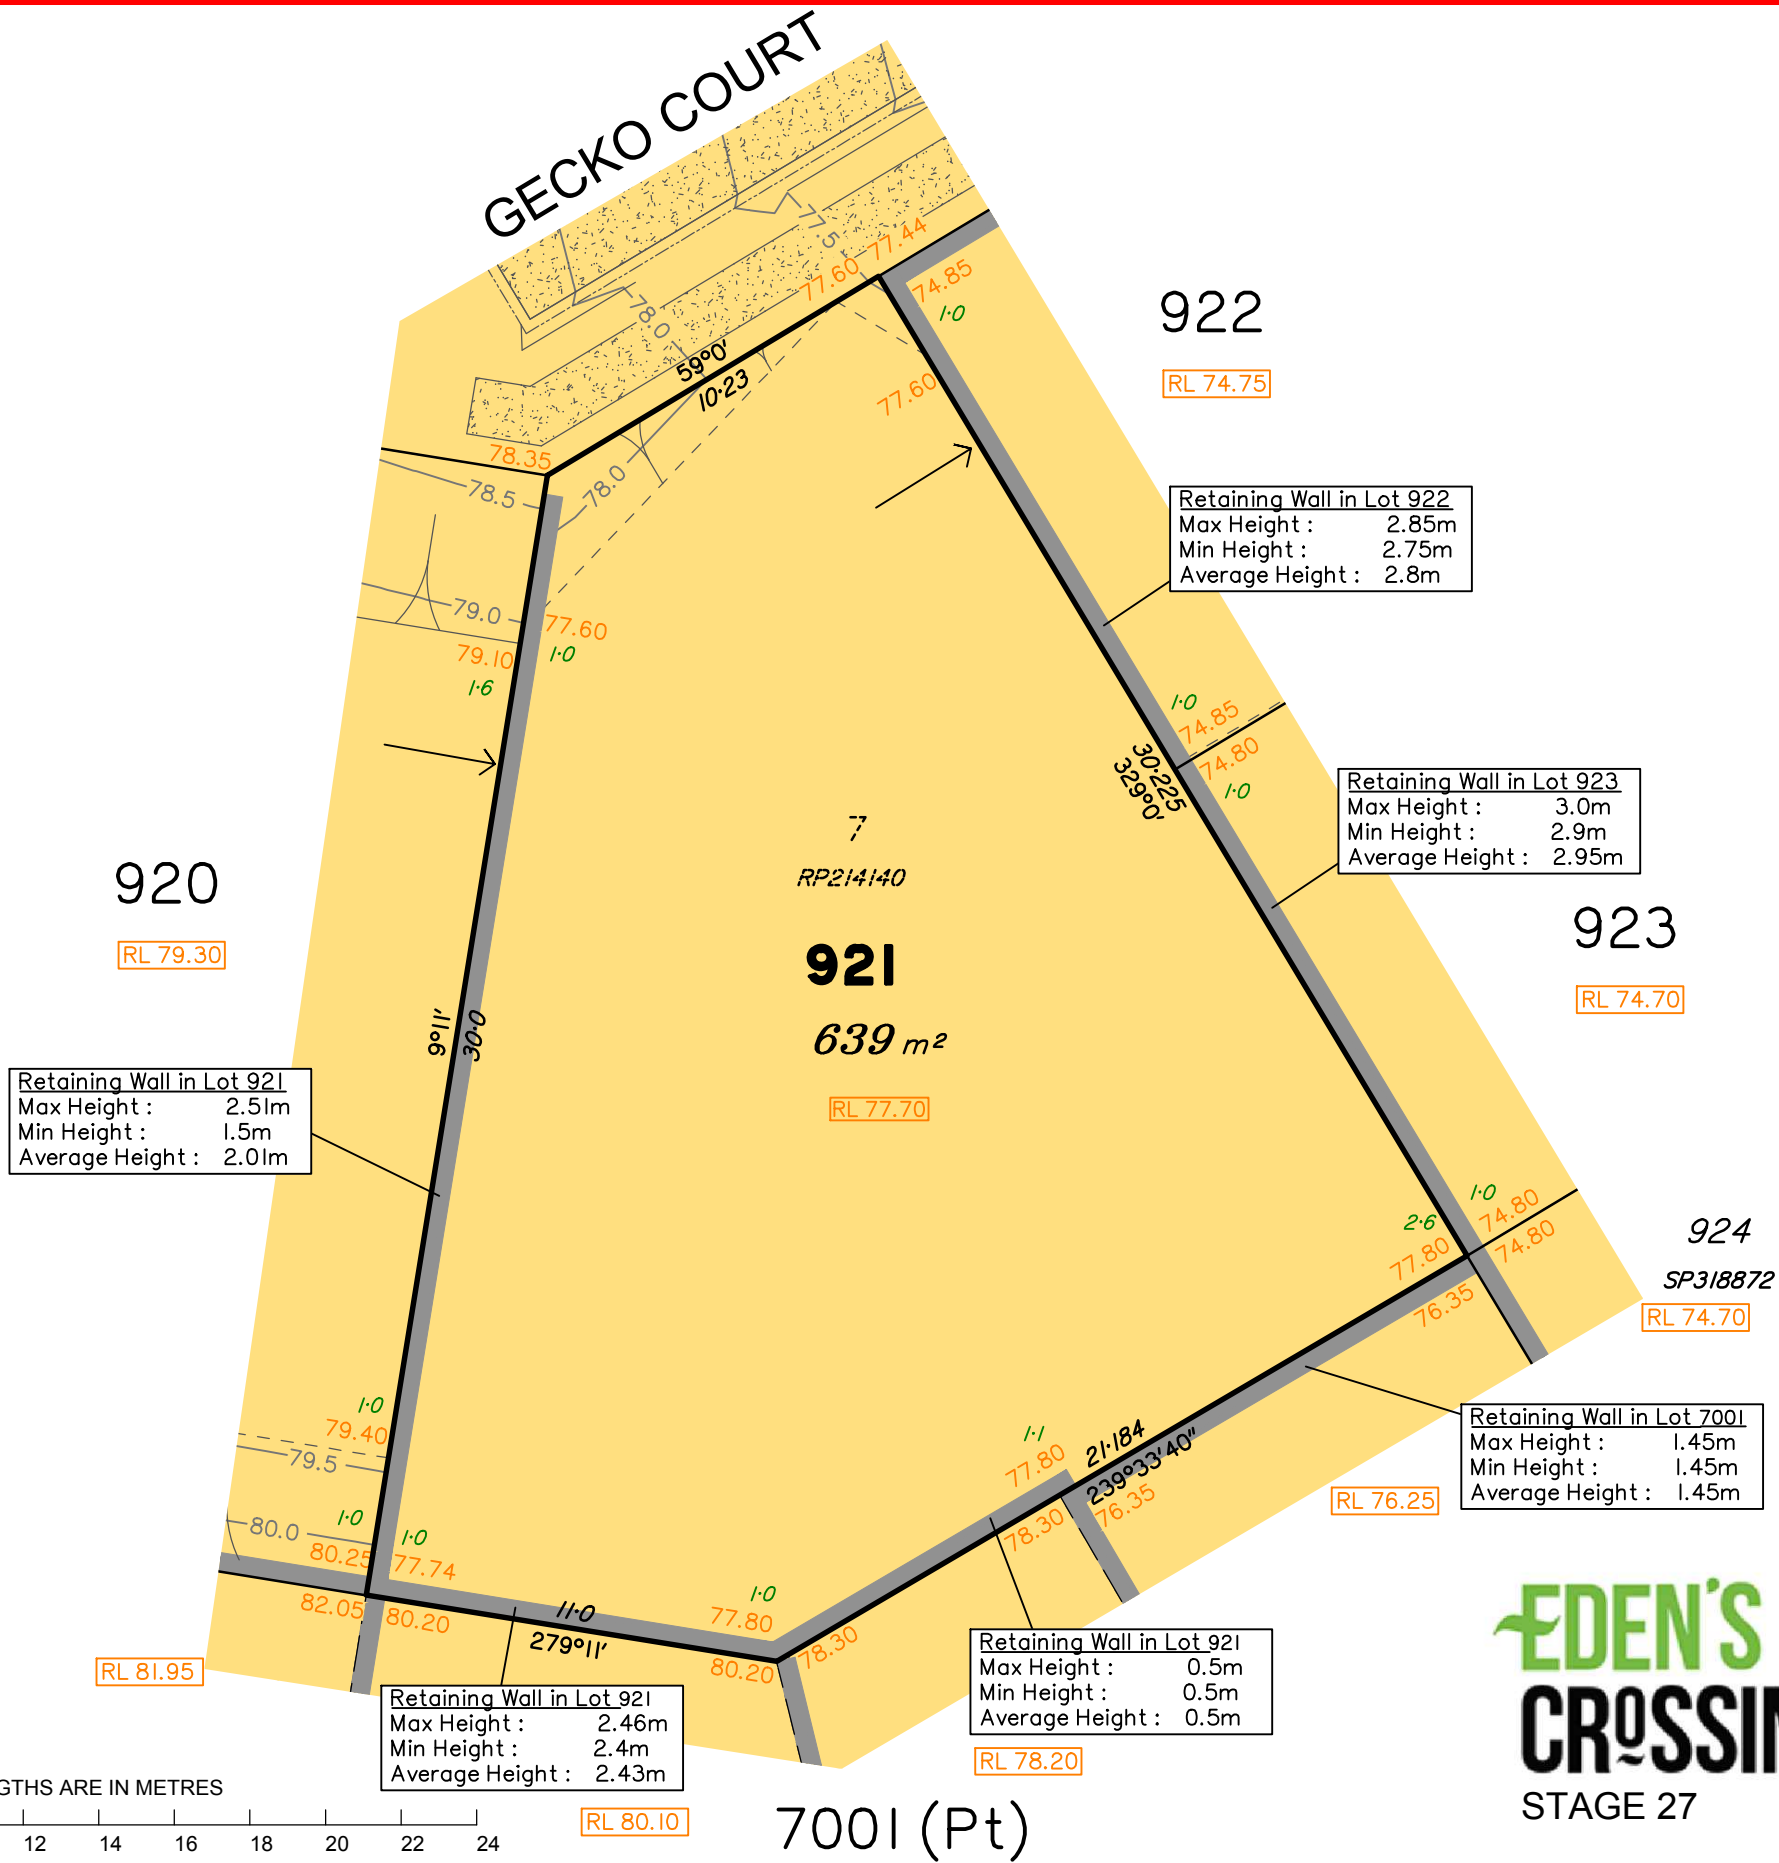 GECKO COURT
77.5
77.44
77.60
74.85
1·0
78.0
59°0'
10·23
77.60
922
RL 74.75
78.35
78.5
78.0
Retaining Wall in Lot 922
Max Height : 2.85m
Min Height : 2.75m
Average Height : 2.8m
79.0
77.60
79.10
1·0
1·6
1·0
74.85
74.80
1·0
30·225
329°0'
Retaining Wall in Lot 923
Max Height : 3.0m
Min Height : 2.9m
Average Height : 2.95m
7
RP214140
920
RL 79.30
921
639 m²
RL 77.70
923
RL 74.70
9°11'
30·0
Retaining Wall in Lot 921
Max Height : 2.51m
Min Height : 1.5m
Average Height : 2.01m
1·0
2·6
74.80
77.80
74.80
76.35
924
SP318872
RL 74.70
1·0
79.40
79.5
1·1
77.80
21·184
239°33'40"
76.35
78.30
RL 76.25
Retaining Wall in Lot 7001
Max Height : 1.45m
Min Height : 1.45m
Average Height : 1.45m
80.0
1·0
1·0
80.25
77.74
82.05
80.20
11·0
279°11'
1·0
77.80
80.20
78.30
RL 81.95
Retaining Wall in Lot 921
Max Height : 2.46m
Min Height : 2.4m
Average Height : 2.43m
Retaining Wall in Lot 921
Max Height : 0.5m
Min Height : 0.5m
Average Height : 0.5m
RL 78.20
RL 80.10
7001 (Pt)
GTHS ARE IN METRES
12 14 16 18 20 22 24
EDEN'S
CROSSIN
STAGE 27